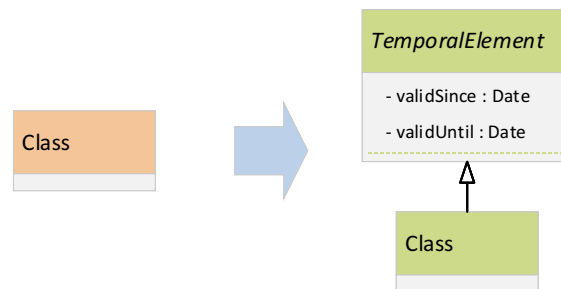 Class
TemporalElement
- validSince : Date
- validUntil : Date
Class